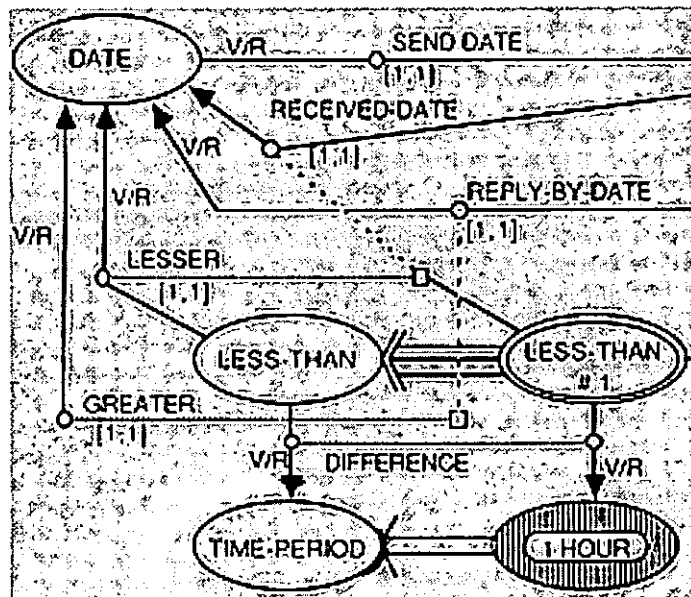 DATE
V/R
SEND DATE
[1,1]
RECEIVED-DATE
[1,1]
V/R
V/R
V/R
REPLY-BY-DATE
[1,1]
LESSER
[1,1]
LESS-THAN
LESS-THAN
# 1
GREATER
[1,1]
V/R
DIFFERENCE
V/R
TIME-PERIOD
1-HOUR